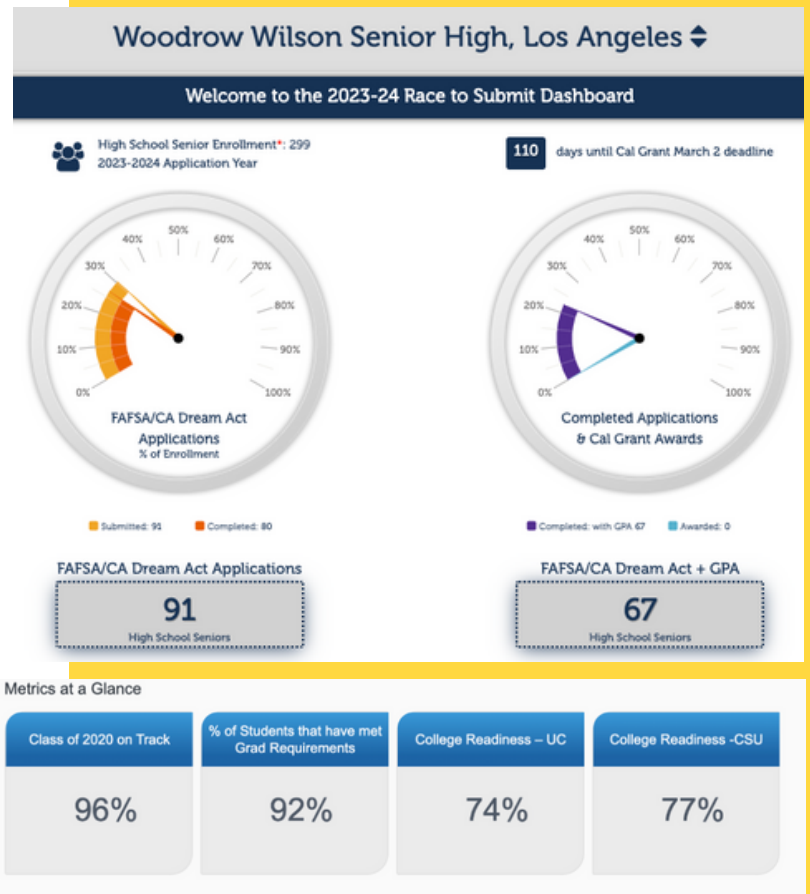 Woodrow Wilson Senior High, Los Angeles
Welcome to the 2023-24 Race to Submit Dashboard
High School Senior Enrollment*: 299
2023-2024 Application Year
110 days until Cal Grant March 2 deadline
0%
10%
20%
30%
40%
50%
60%
70%
80%
90%
100%
FAFSA/CA Dream Act
Applications
% of Enrollment
0%
10%
20%
30%
40%
50%
60%
70%
80%
90%
100%
Completed Applications
& Cal Grant Awards
Submitted: 91 Completed: 80
Completed: with GPA 67 Awarded: 0
FAFSA/CA Dream Act Applications
91
High School Seniors
FAFSA/CA Dream Act + GPA
67
High School Seniors
Metrics at a Glance
Class of 2020 on Track
96%
% of Students that have met
Grad Requirements
92%
College Readiness – UC
74%
College Readiness -CSU
77%